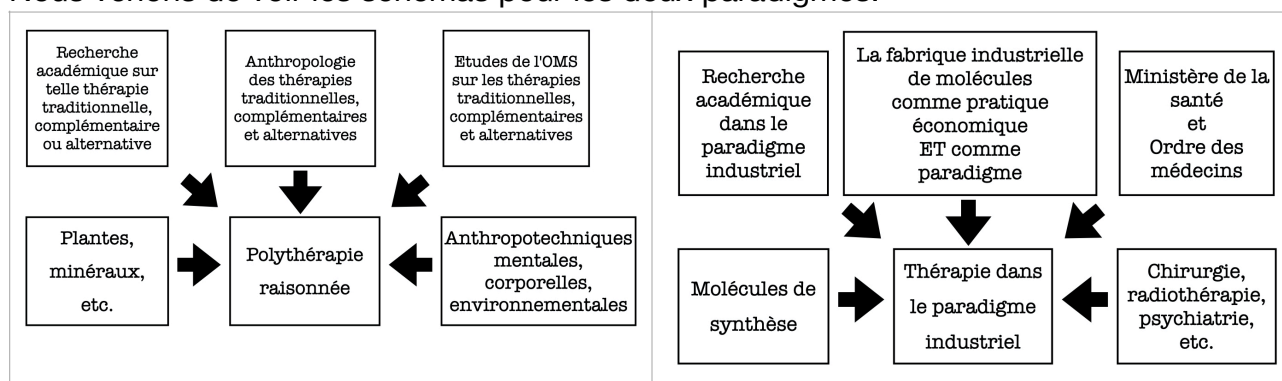 Nous venons de voir les schémas pour les deux paradigmes.
Recherche
académique sur
telle thérapie
traditionnelle,
complémentaire
ou alternative
Anthropologie
des thérapies
traditionnelles,
complémentaires
et alternatives
Etudes de l'OMS
sur les thérapies
traditionnelles,
complémentaires
et alternatives
Plantes,
minéraux,
etc.
Polythérapie
raisonnée
Anthropotechniques
mentales,
corporelles,
environnementales
Recherche
académique
dans le
paradigme
industriel
La fabrique industrielle
de molécules
comme pratique
économique
ET comme
paradigme
Ministère de la
santé
et
Ordre des
médecins
Molécules de
synthèse
Thérapie dans
le paradigme
industriel
Chirurgie,
radiothérapie,
psychiatrie,
etc.